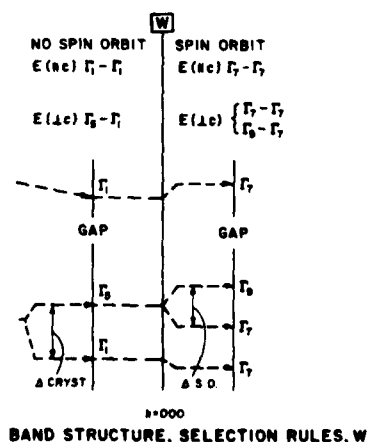 W
NO SPIN ORBIT
E(∥c) Γ₁-Γ₁
E(⊥c) Γ₅-Γ₁
SPIN ORBIT
E(∥c) Γ₇-Γ₇
E(⊥c) { Γ₇-Γ₇
Γ₉-Γ₇
Γ₁
Γ₇
GAP
GAP
Γ₅
Γ₉
Γ₇
Γ₁
Γ₇
Δ CRYST
Δ S.O.
k=000
BAND STRUCTURE, SELECTION RULES, W